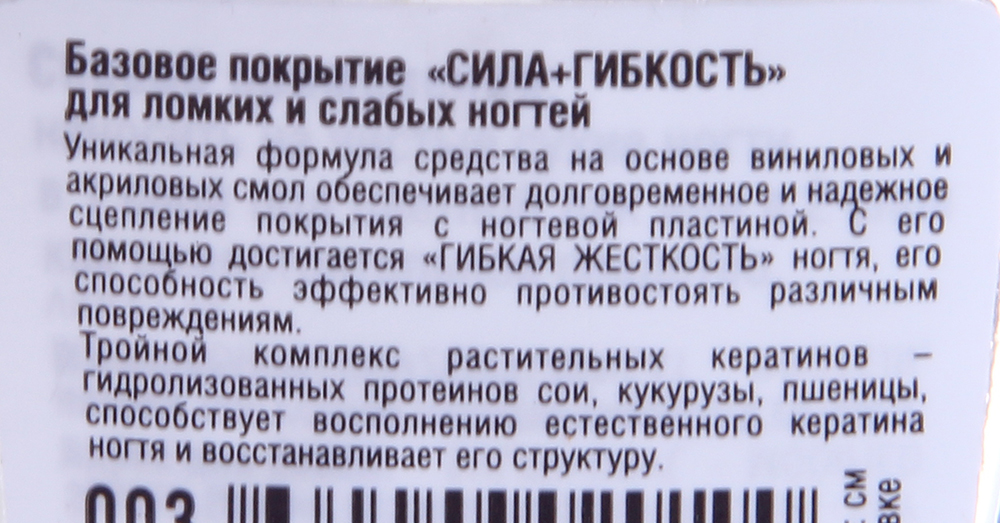 Базовое покрытие «СИЛА+ГИБКОСТЬ»
для ломких и слабых ногтей
Уникальная формула средства на основе виниловых и
акриловых смол обеспечивает долговременное и надежное
сцепление покрытия с ногтевой пластиной. С его
помощью достигается «ГИБКАЯ ЖЕСТКОСТЬ» ногтя, его
способность эффективно противостоять различным
повреждениям.
Тройной комплекс растительных кератинов –
гидролизованных протеинов сои, кукурузы, пшеницы,
способствует восполнению естественного кератина
ногтя и восстанавливает его структуру.
003
см